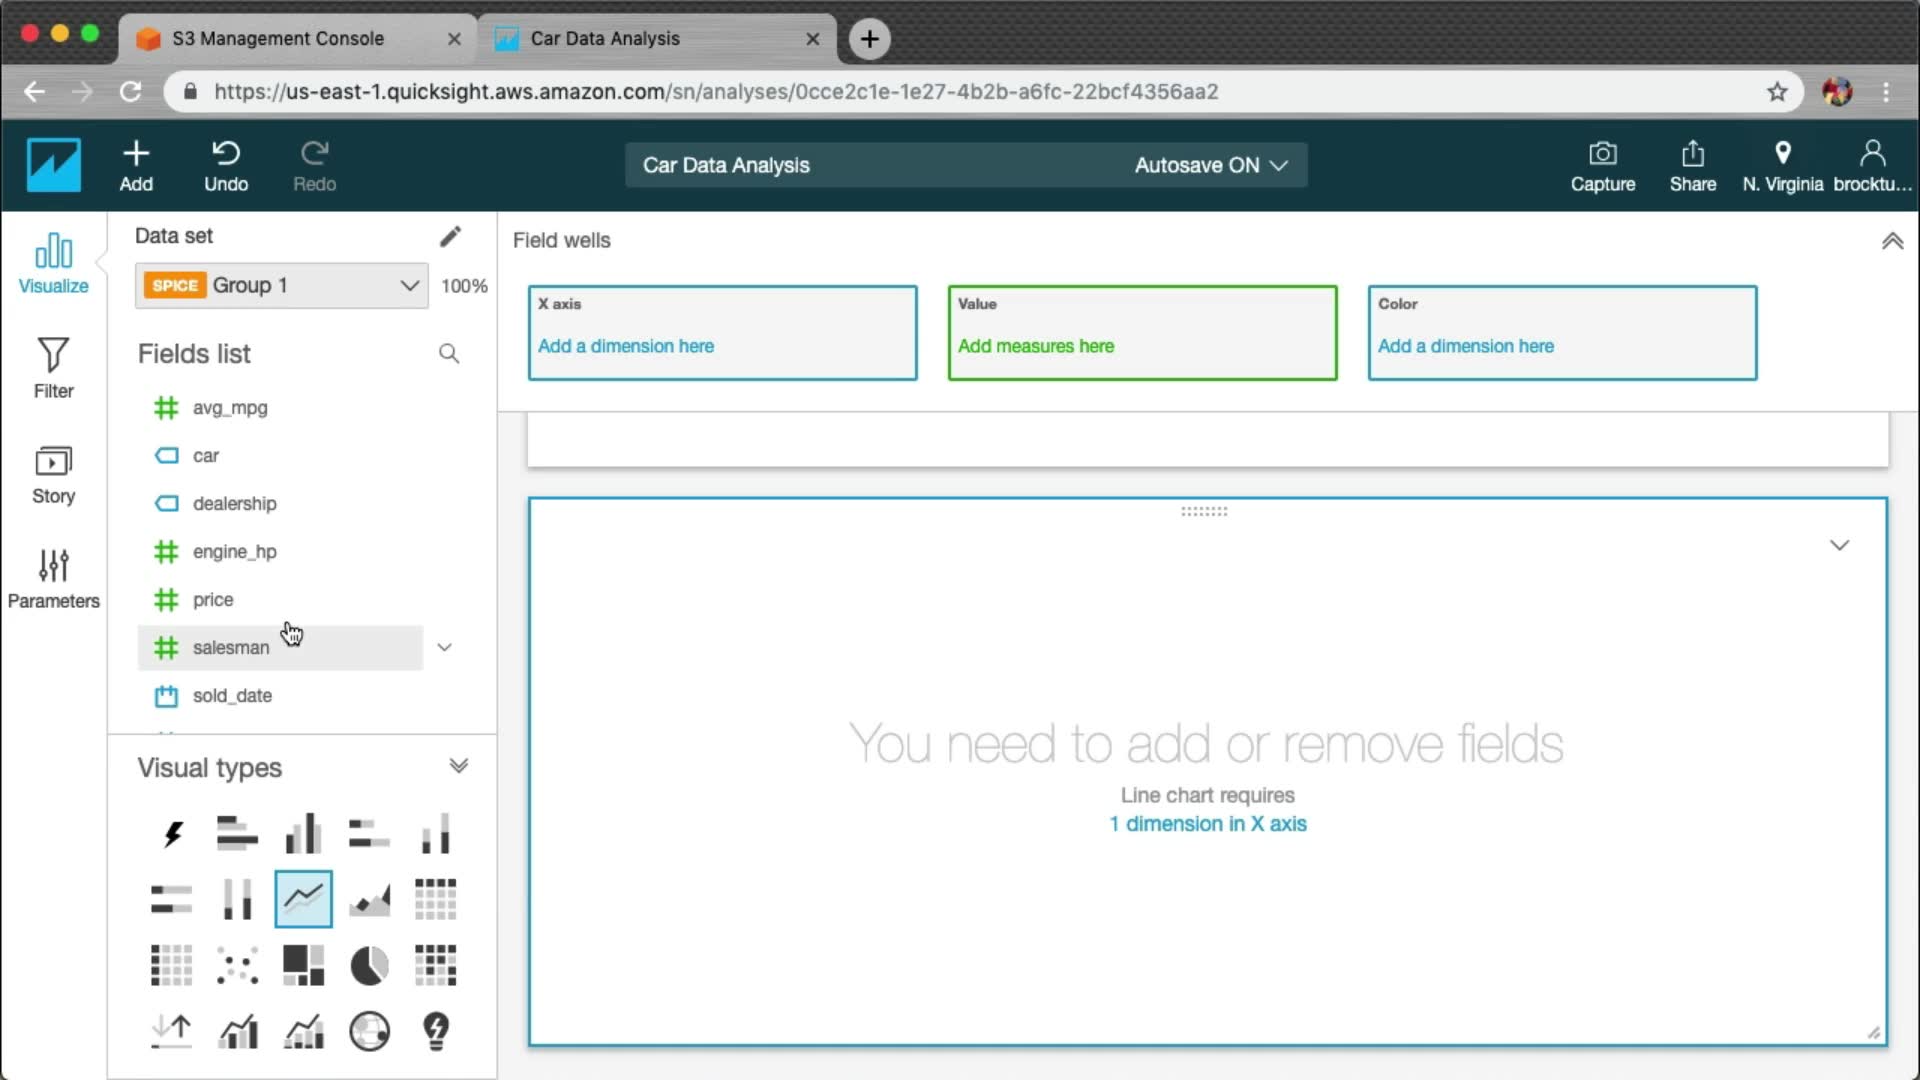 S3 Management Console
Car Data Analysis
https://us-east-1.quicksight.aws.amazon.com/sn/analyses/0cce2c1e-1e27-4b2b-a6fc-22bcf4356aa2
Add
Undo
Redo
Car Data Analysis
Autosave ON
Capture
Share
N. Virginia
brocktu...
Visualize
Filter
Story
Parameters
Data set
SPICE Group 1
100%
Fields list
avg_mpg
car
dealership
engine_hp
price
salesman
sold_date
Visual types
Field wells
X axis
Add a dimension here
Value
Add measures here
Color
Add a dimension here
You need to add or remove fields
Line chart requires
1 dimension in X axis